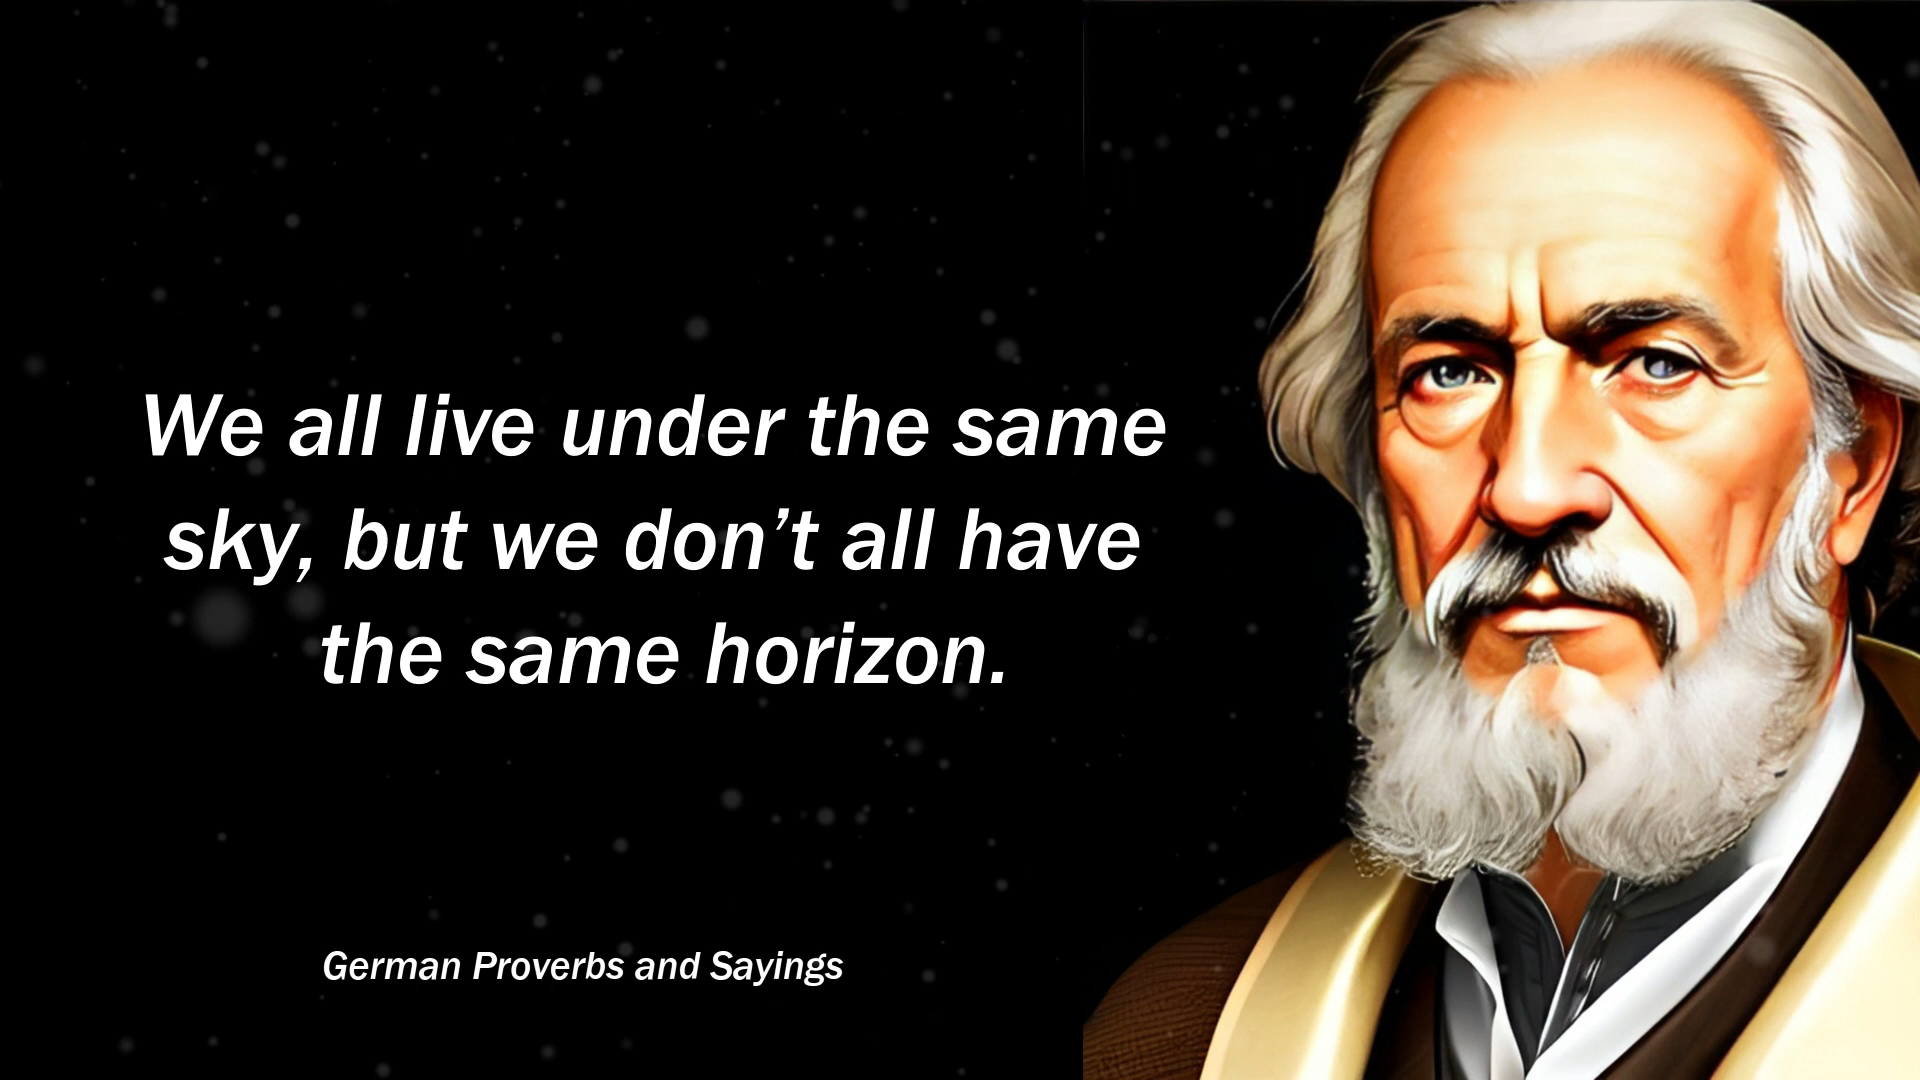 We all live under the same
sky, but we don’t all have
the same horizon.
German Proverbs and Sayings